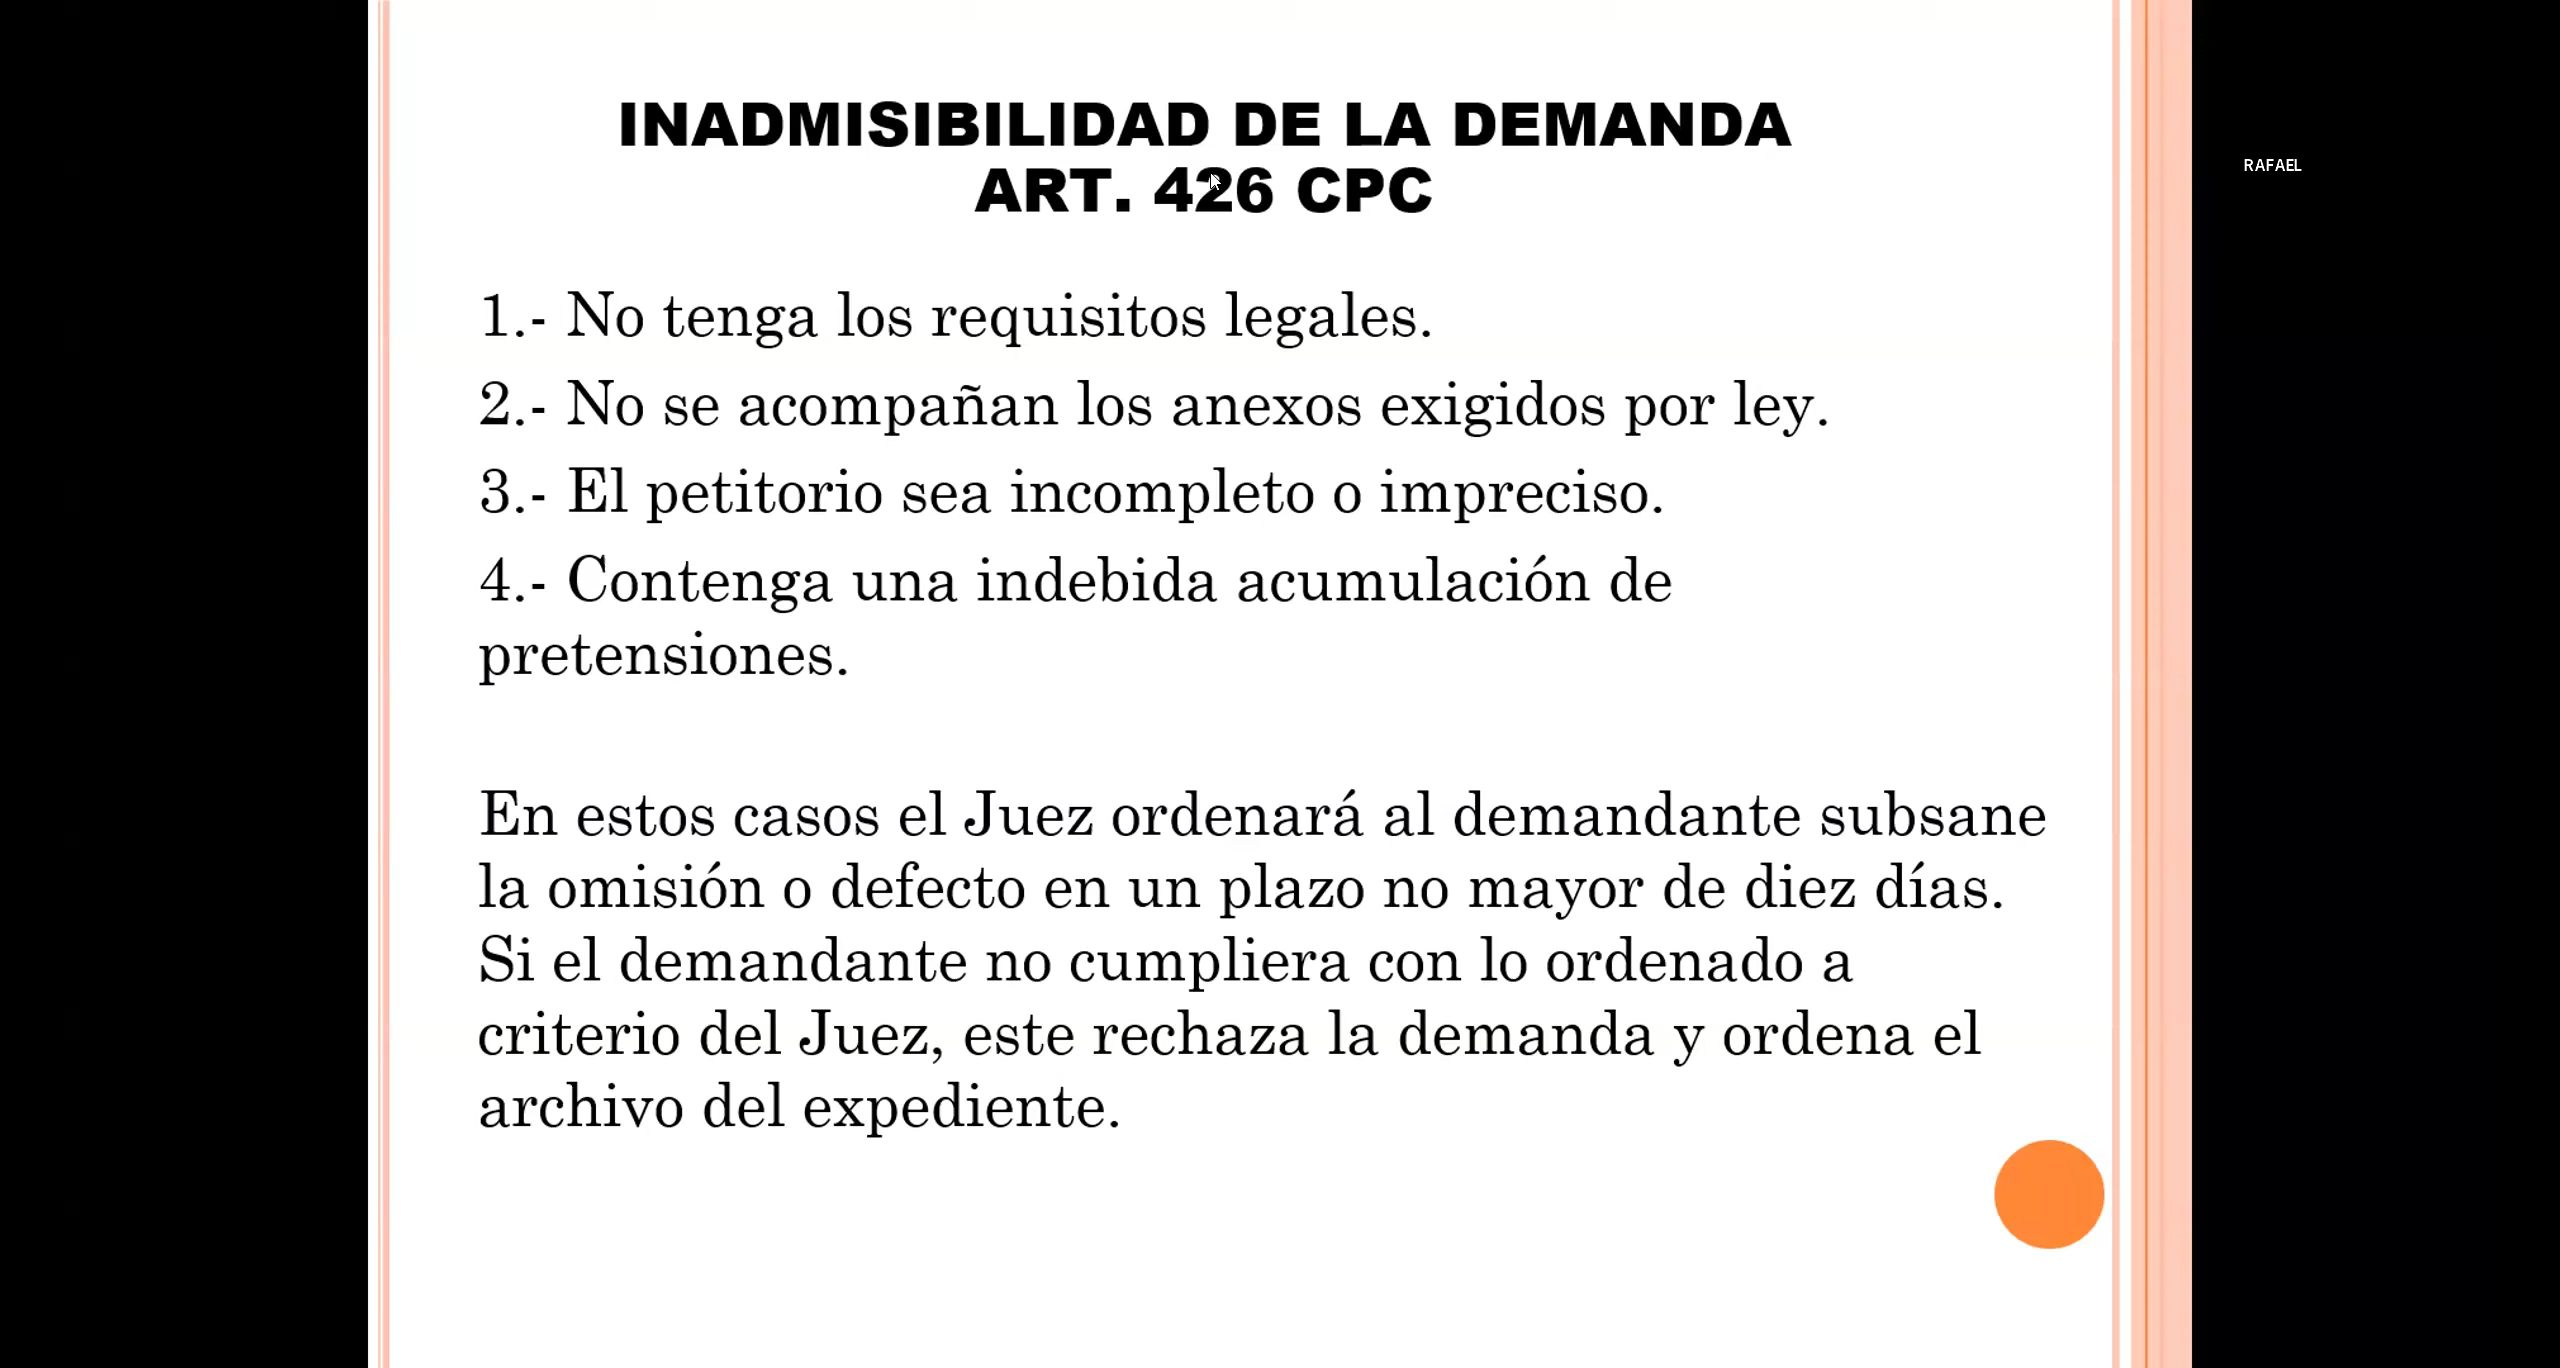 INADMISIBILIDAD DE LA DEMANDA
ART. 426 CPC
RAFAEL
1.- No tenga los requisitos legales.
2.- No se acompañan los anexos exigidos por ley.
3.- El petitorio sea incompleto o impreciso.
4.- Contenga una indebida acumulación de
pretensiones.
En estos casos el Juez ordenará al demandante subsane
la omisión o defecto en un plazo no mayor de diez días.
Si el demandante no cumpliera con lo ordenado a
criterio del Juez, este rechaza la demanda y ordena el
archivo del expediente.